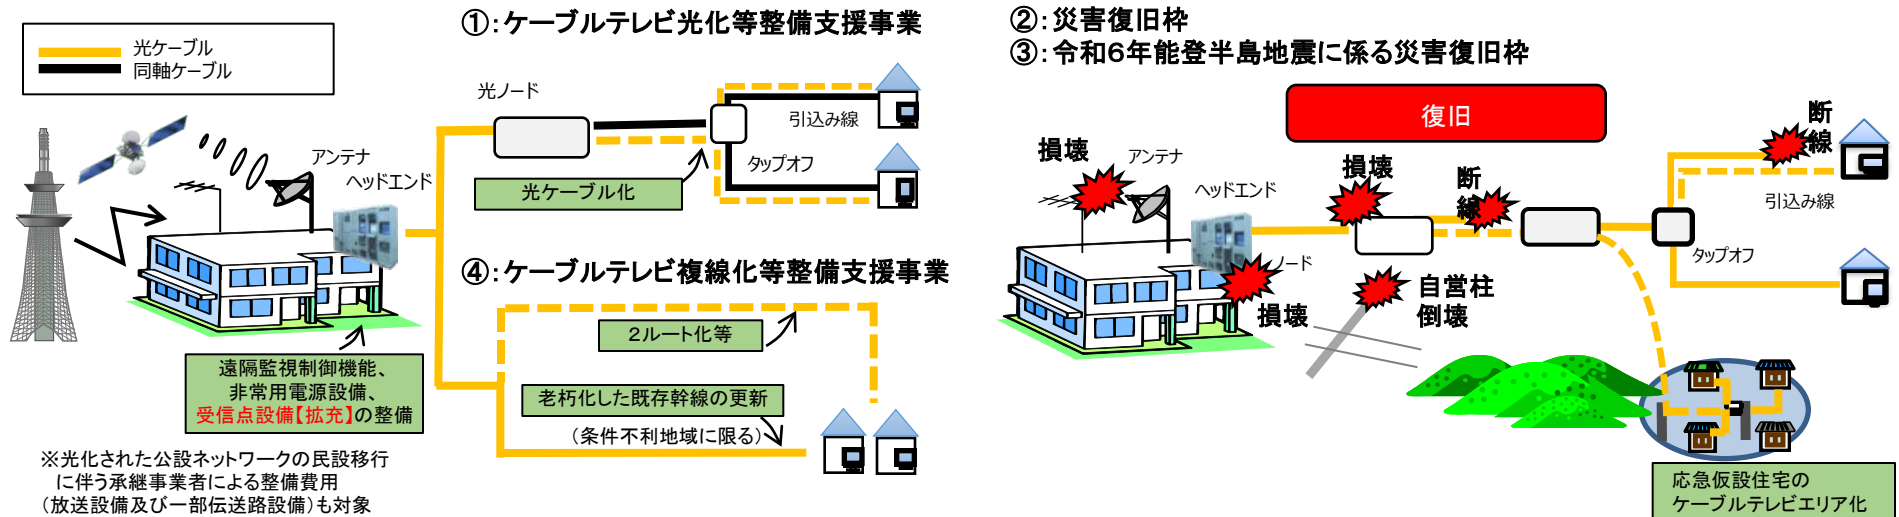 光ケーブル
同軸ケーブル
①：ケーブルテレビ光化等整備支援事業
光ノード
引込み線
タップオフ
光ケーブル化
アンテナ
ヘッドエンド
遠隔監視制御機能、
非常用電源設備、
受信点設備【拡充】の整備
※光化された公設ネットワークの民設移行
に伴う承継事業者による整備費用
（放送設備及び一部伝送路設備）も対象
④：ケーブルテレビ複線化等整備支援事業
２ルート化等
老朽化した既存幹線の更新
（条件不利地域に限る）
②：災害復旧枠
③：令和６年能登半島地震に係る災害復旧枠
復旧
損壊
アンテナ
ヘッドエンド
損壊
断線
断線
引込み線
タップオフ
ノード
損壊
自営柱
倒壊
応急仮設住宅の
ケーブルテレビエリア化